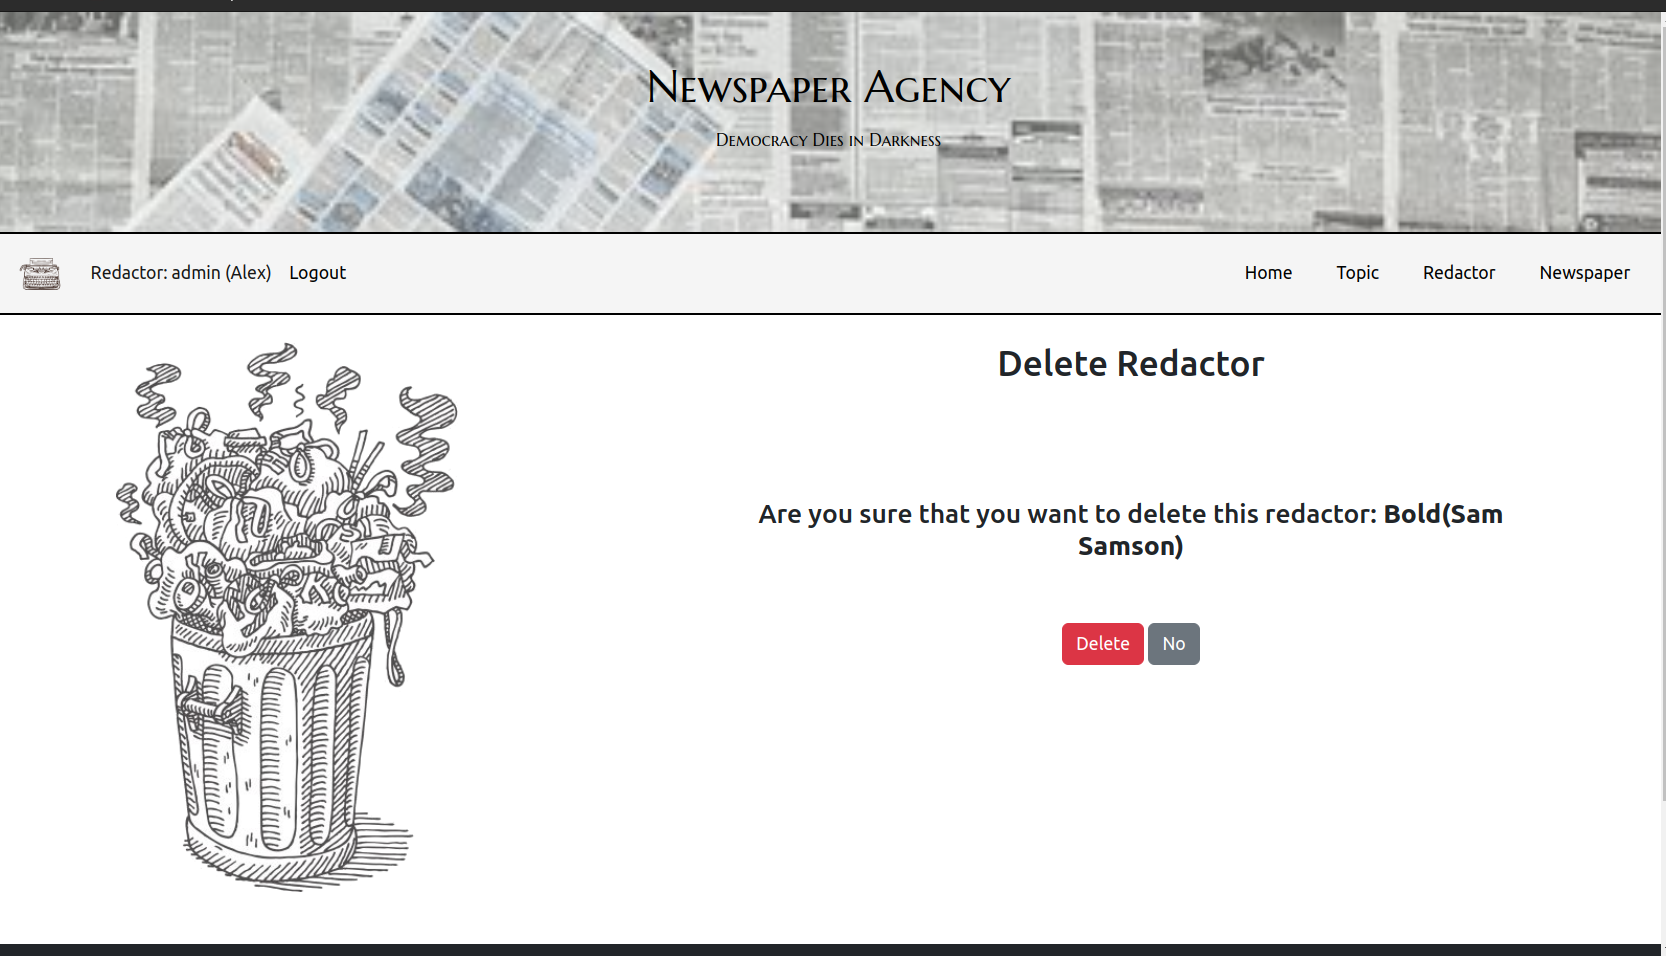 Newspaper Agency
Democracy Dies in Darkness
Redactor: admin (Alex) Logout Home Topic Redactor Newspaper
Delete Redactor
Are you sure that you want to delete this redactor: Bold(Sam
Samson)
Delete No